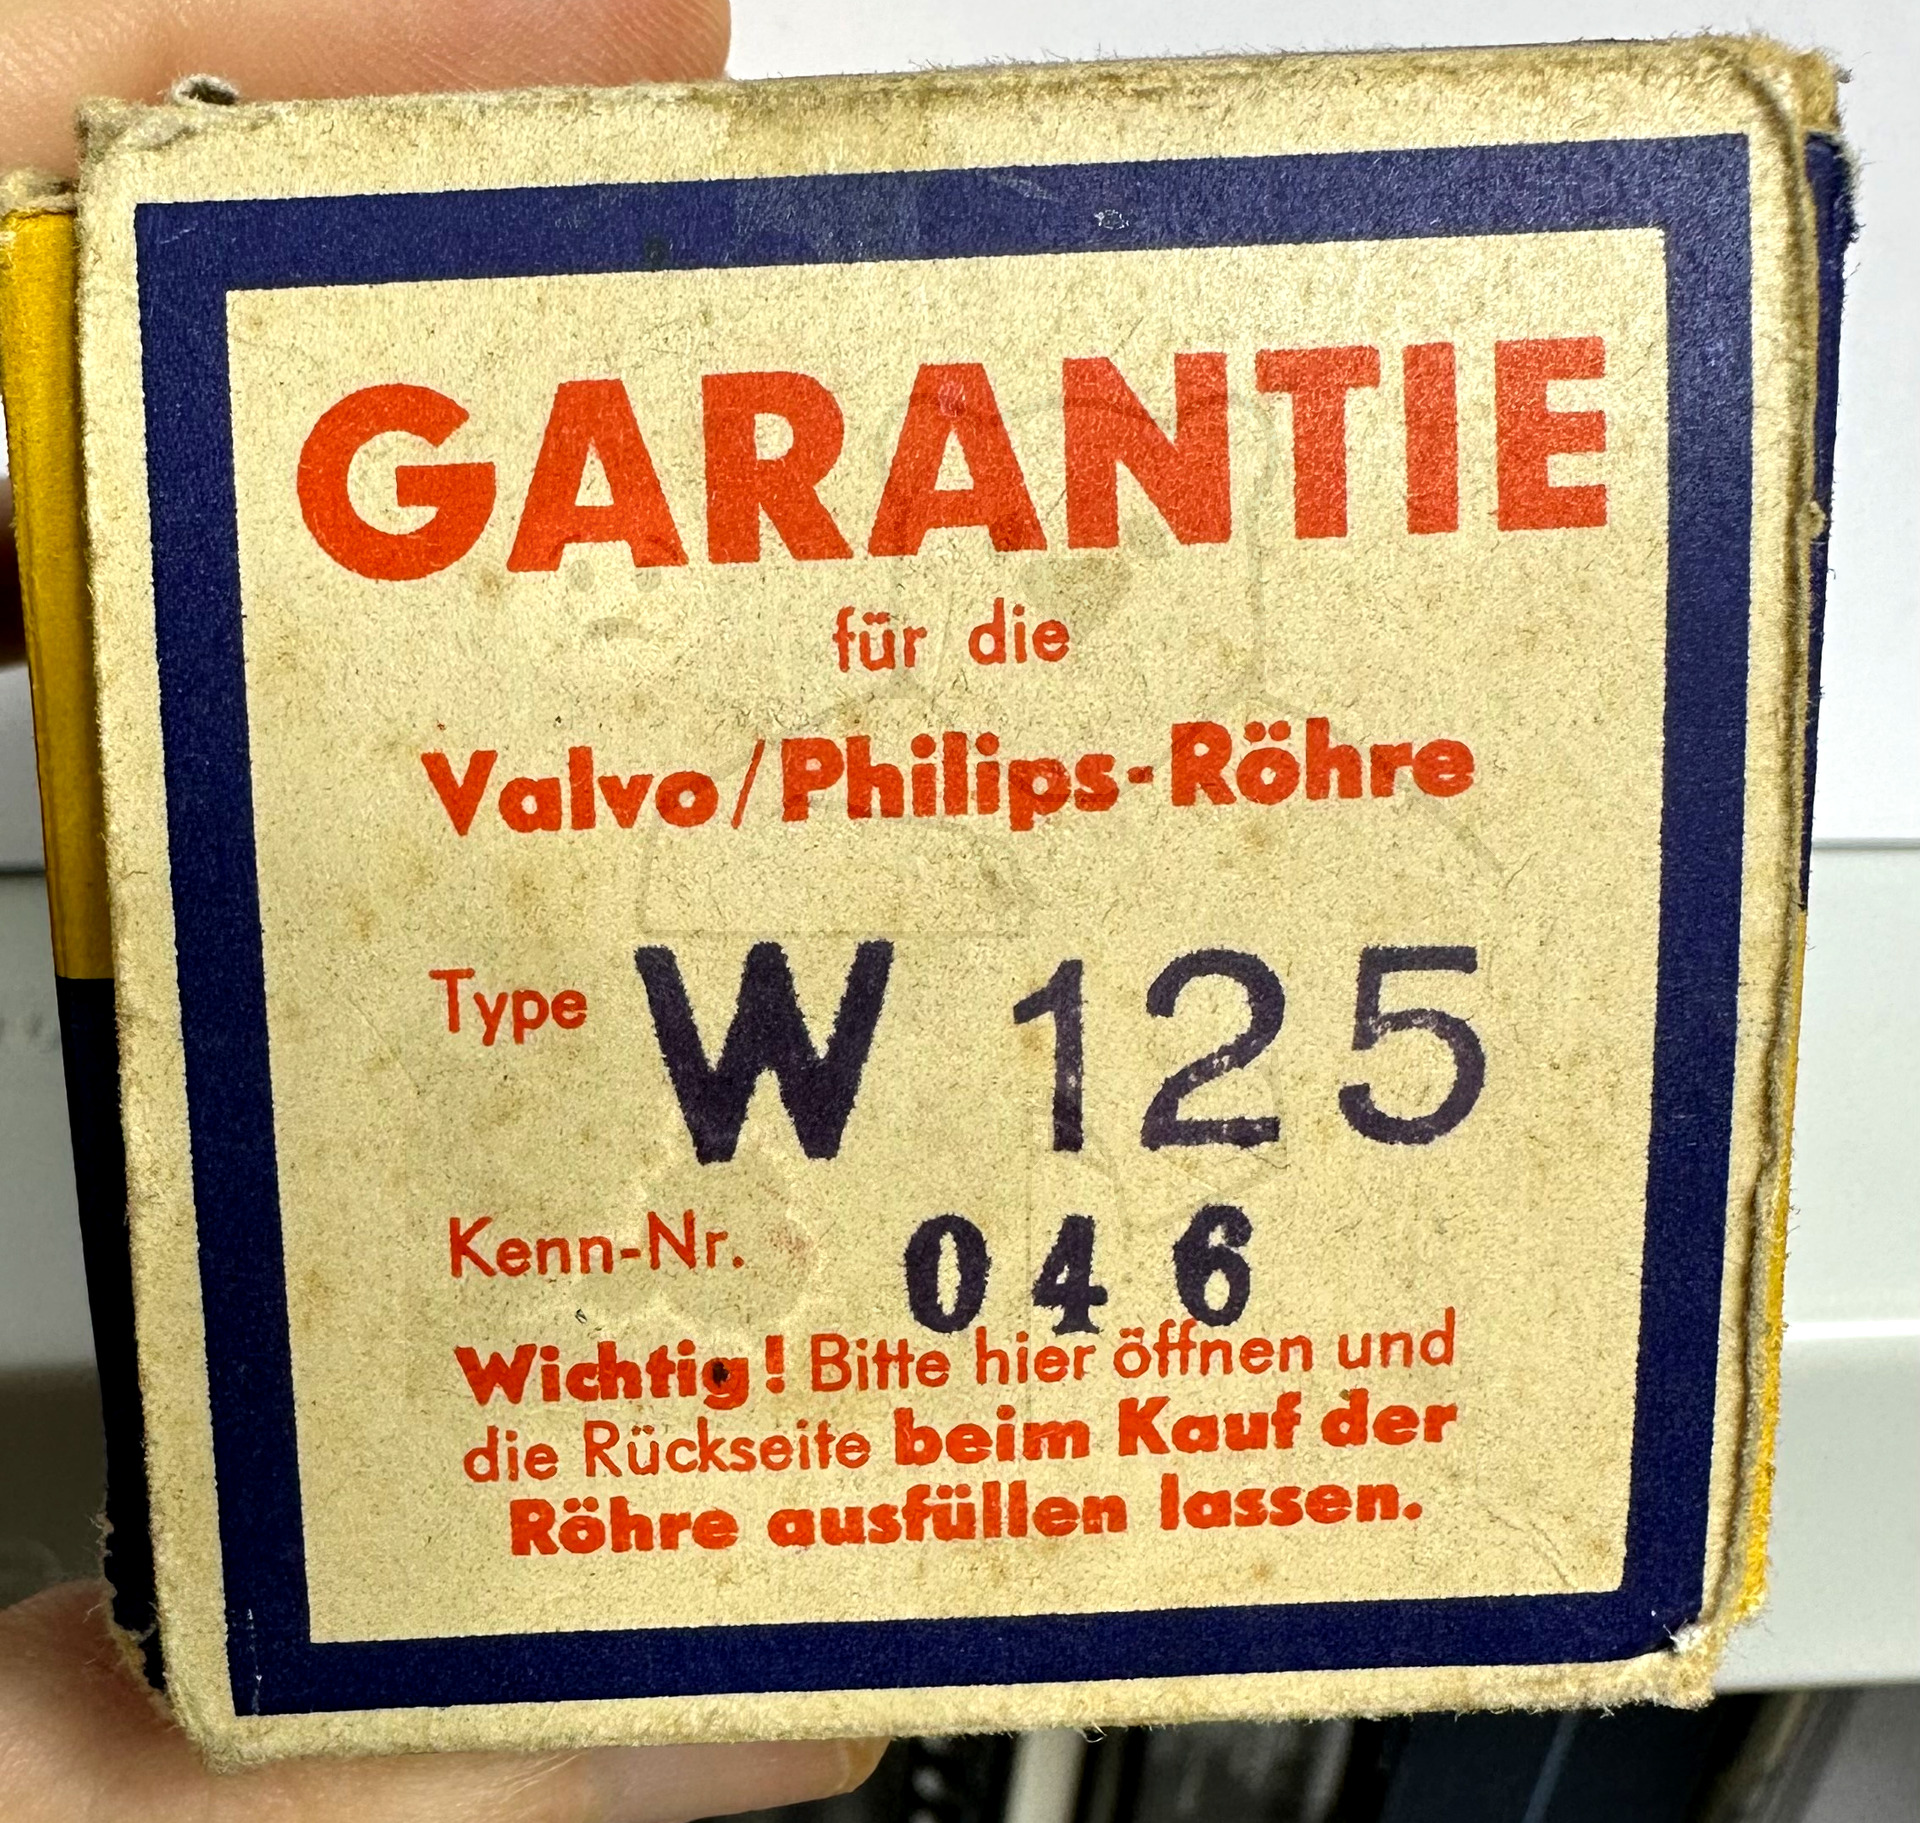 GARANTIE
für die
Valvo/Philips-Röhre
Type W 125
Kenn-Nr. 046
Wichtig! Bitte hier öffnen und
die Rückseite beim Kauf der
Röhre ausfüllen lassen.